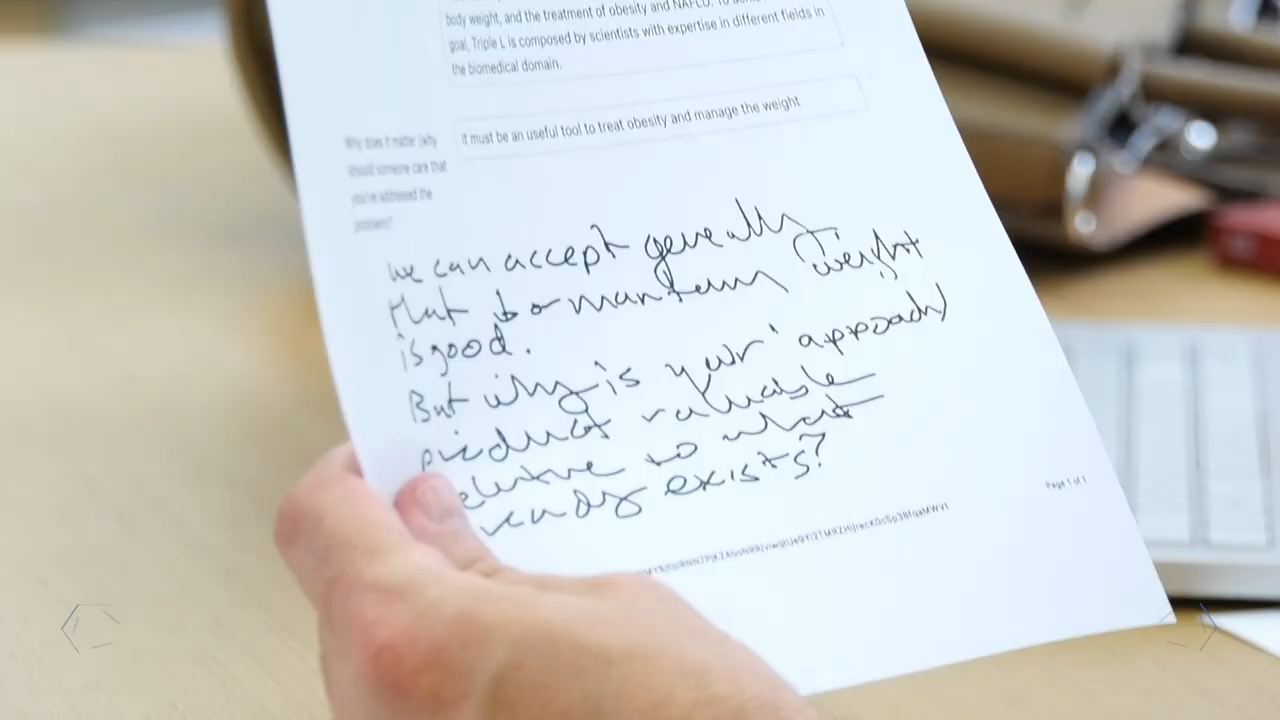 body weight, and the treatment of obesity and NAFLD. To
goal, Triple L is composed by scientists with expertise in different fields in
the biomedical domain.
Why does it matter (why
should someone care that
you've addressed the
problem)?
it must be an useful tool to treat obesity and manage the weight
we can accept generally
that to maintain weight
is good.
But why is your approach/
product valuable
relative to what
already exists?
Page 1 of 1